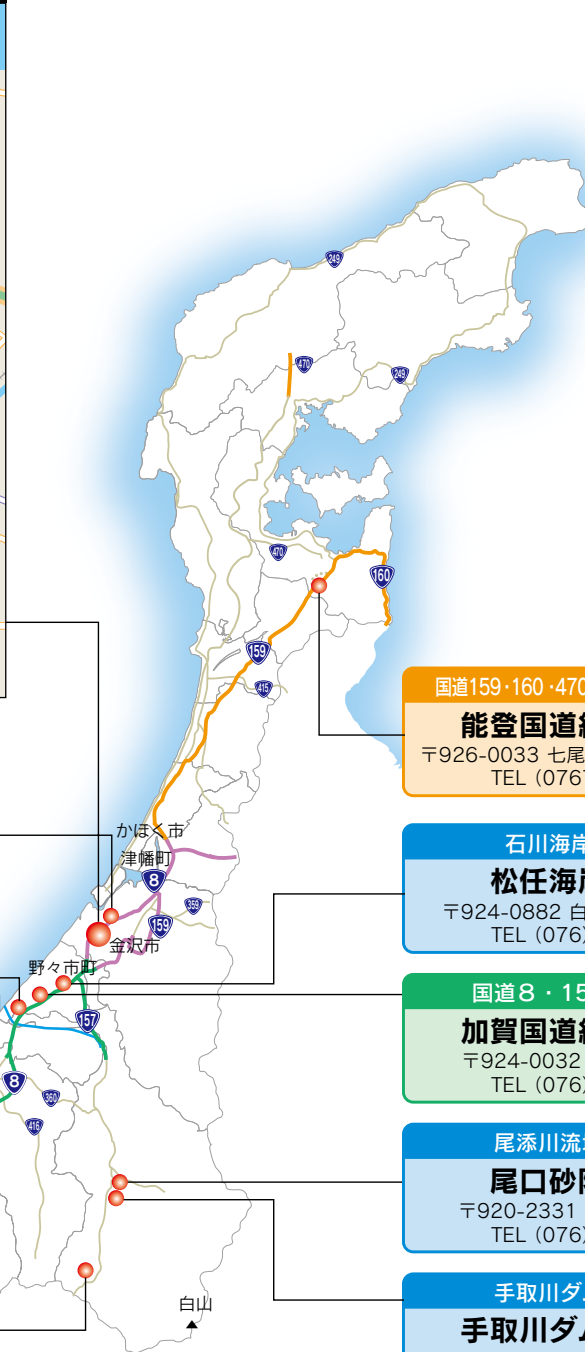 249
470
249
470
160
159
415
かほく市
津幡町
8
359
159
金沢市
野々市町
157
8
360
416
白山
国道159・160・470
能登国道
〒926-0033 七尾
TEL（076
石川海岸
松任海岸
〒924-0882 白
TEL（076）
国道8・15
加賀国道
〒924-0032
TEL（076）
尾添川流
尾口砂防
〒920-2331
TEL（076）
手取川ダ
手取川ダム